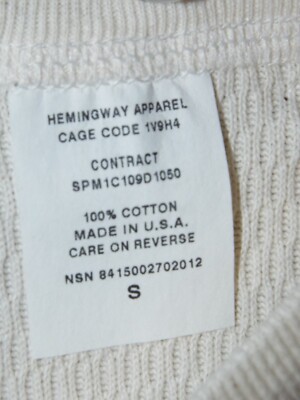 HEMINGWAY APPAREL
CAGE CODE 1V9H4
CONTRACT
SPM1C109D1050
100% COTTON
MADE IN U.S.A.
CARE ON REVERSE
NSN 8415002702012
S